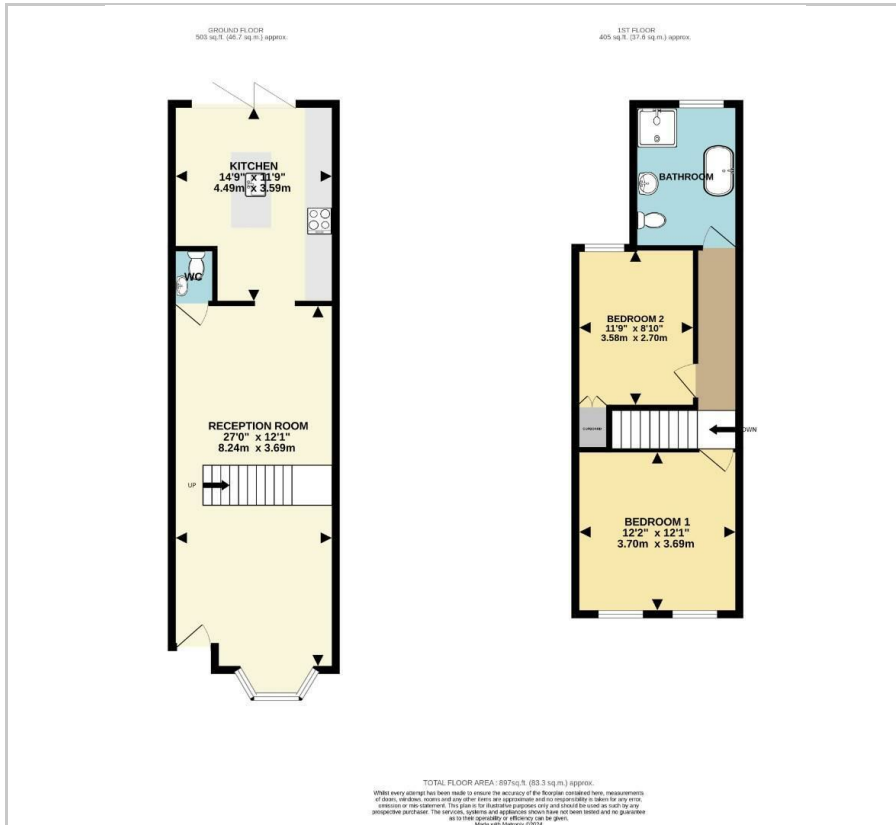 GROUND FLOOR
503 sq.ft. (46.7 sq.m.) approx.
1ST FLOOR
405 sq.ft. (37.6 sq.m.) approx.
KITCHEN
14'9" x 11'9"
4.49m x 3.59m
WC
RECEPTION ROOM
27'0" x 12'1"
8.24m x 3.69m
UP
BATHROOM
BEDROOM 2
11'9" x 8'10"
3.58m x 2.70m
CUPBOARD
DOWN
BEDROOM 1
12'2" x 12'1"
3.70m x 3.69m
TOTAL FLOOR AREA : 897sq.ft. (83.3 sq.m.) approx.
Whilst every attempt has been made to ensure the accuracy of the floorplan contained here, measurements
of doors, windows, rooms and any other items are approximate and no responsibility is taken for any error,
omission or mis-statement. This plan is for illustrative purposes only and should be used as such by any
prospective purchaser. The services, systems and appliances shown have not been tested and no guarantee
as to their operability or efficiency can be given.
Made with Metropix ©2024